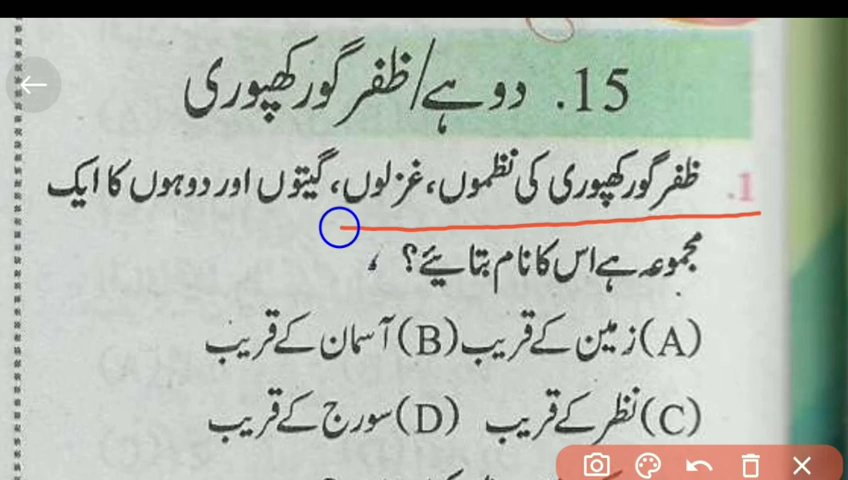 15. دوہے/ظفر گورکھپوری
1. ظفر گورکھپوری کی نظموں، غزلوں، گیتوں اور دوہوں کا ایک
مجموعہ ہے اس کا نام بتائیے؟
(A) زمین کے قریب (B) آسمان کے قریب
(C) نظر کے قریب (D) سورج کے قریب